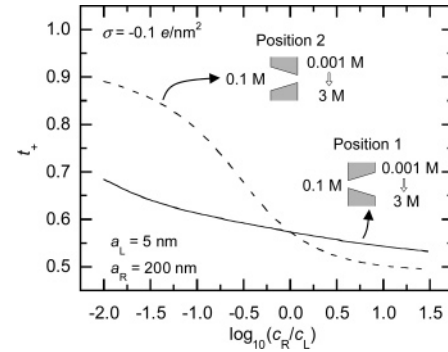 σ = -0.1 e/nm²
Position 2
0.001 M
0.1 M
3 M
Position 1
0.001 M
0.1 M
3 M
a_L = 5 nm
a_R = 200 nm
t₊
1.0
0.9
0.8
0.7
0.6
0.5
-2.0 -1.5 -1.0 -0.5 0.0 0.5 1.0 1.5
log₁₀(c_R/c_L)